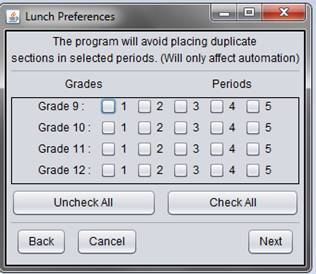 Lunch Preferences
The program will avoid placing duplicate
sections in selected periods. (Will only affect automation)
Grades Periods
Grade 9 : 1 2 3 4 5
Grade 10 : 1 2 3 4 5
Grade 11 : 1 2 3 4 5
Grade 12 : 1 2 3 4 5
Uncheck All Check All
Back Cancel Next